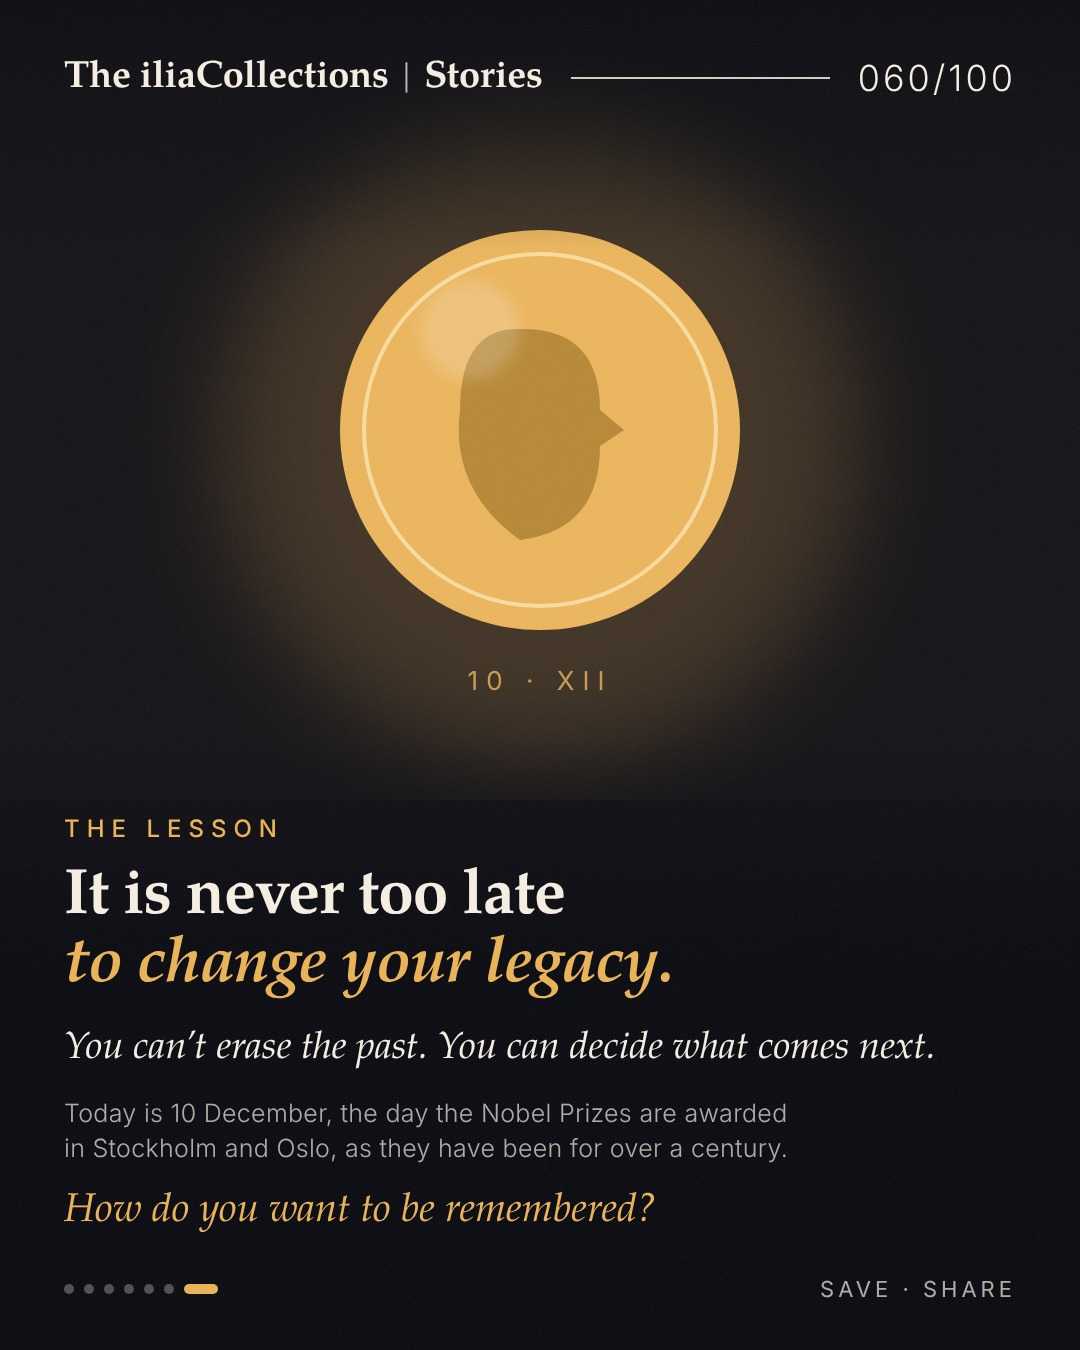 The iliaCollections | Stories 060/100
10 · XII
THE LESSON
It is never too late
to change your legacy.
You can’t erase the past. You can decide what comes next.
Today is 10 December, the day the Nobel Prizes are awarded
in Stockholm and Oslo, as they have been for over a century.
How do you want to be remembered?
SAVE · SHARE